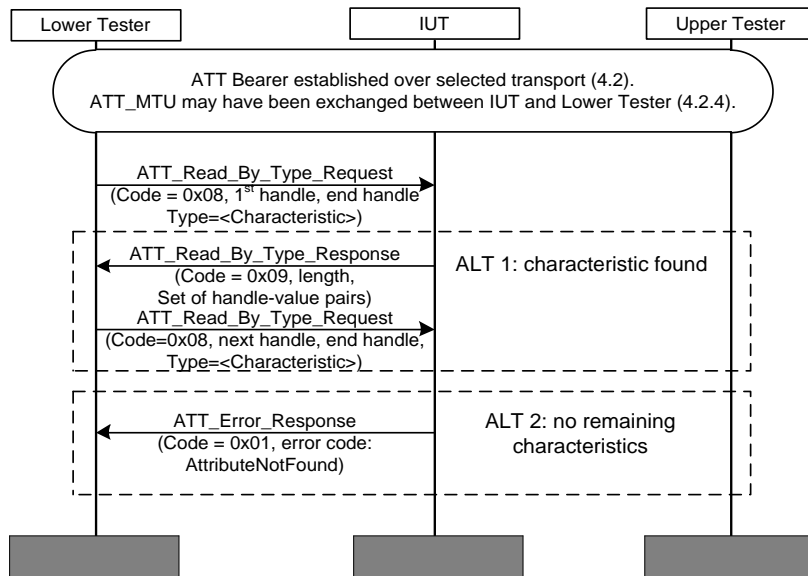 Lower Tester
IUT
Upper Tester
ATT Bearer established over selected transport (4.2).
ATT_MTU may have been exchanged between IUT and Lower Tester (4.2.4).
ATT_Read_By_Type_Request
(Code = 0x08, 1st handle, end handle
Type=<Characteristic>)
ATT_Read_By_Type_Response
(Code = 0x09, length,
Set of handle-value pairs)
ALT 1: characteristic found
ATT_Read_By_Type_Request
(Code=0x08, next handle, end handle,
Type=<Characteristic>)
ATT_Error_Response
(Code = 0x01, error code:
AttributeNotFound)
ALT 2: no remaining
characteristics